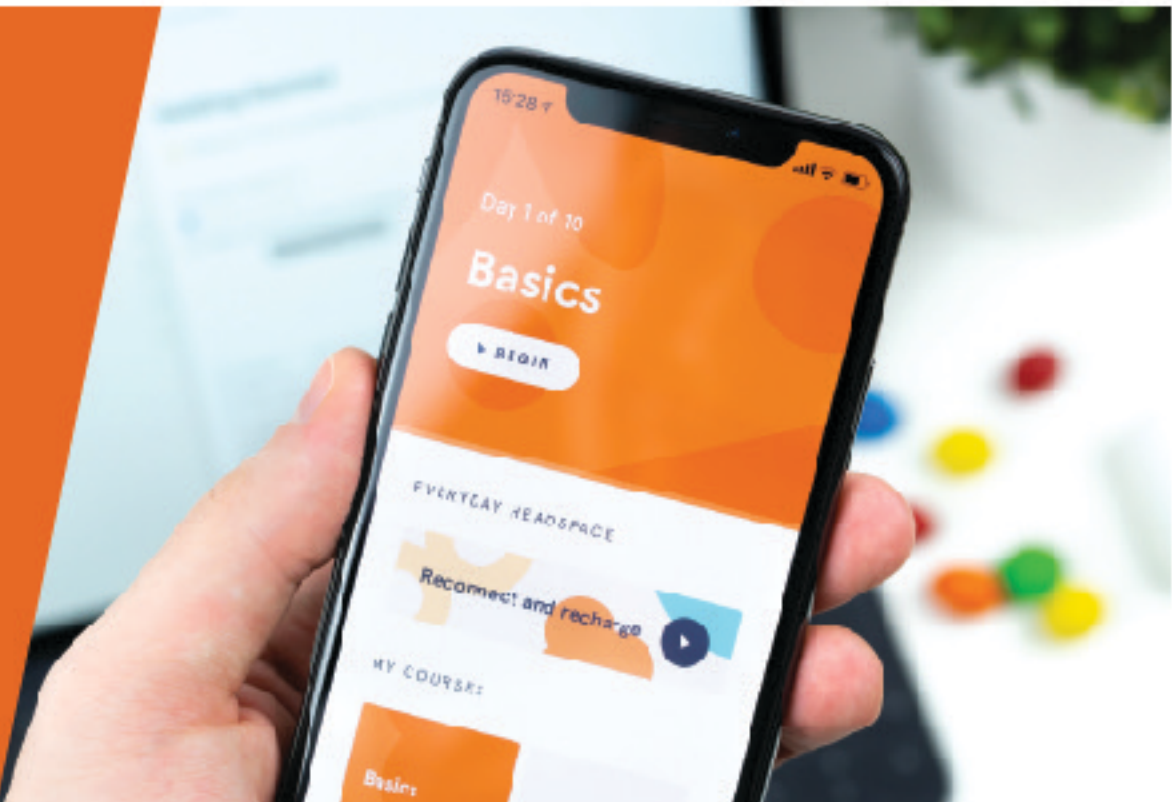 15:28
Day 1 of 10
Basics
BEGIN
EVERYDAY HEADSPACE
Reconnect and recharge
MY COURSES
Basics